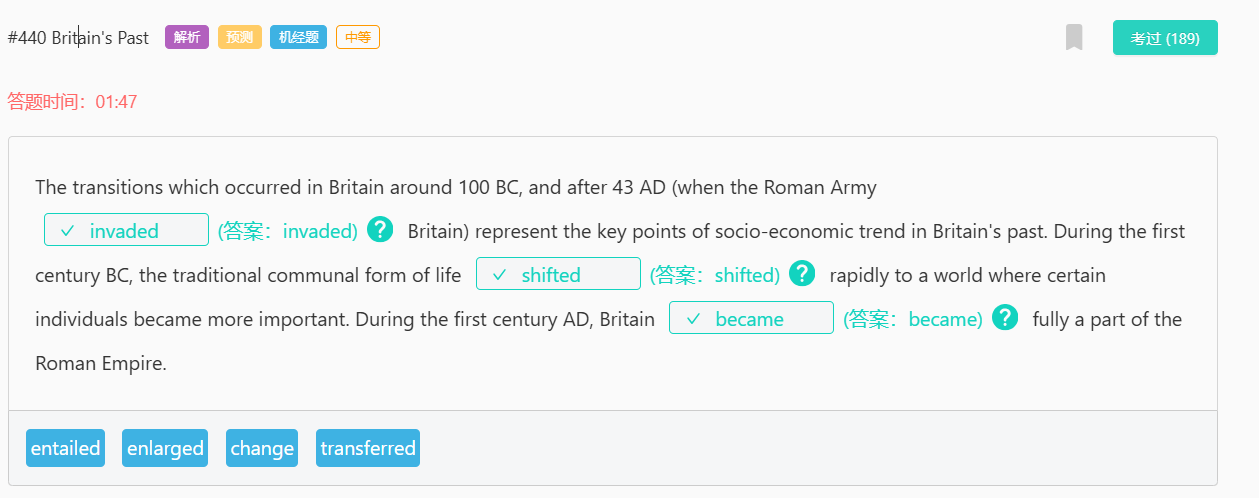 #440 Britain's Past 解析 预测 机经题 中等 考过 (189)
答题时间：01:47
The transitions which occurred in Britain around 100 BC, and after 43 AD (when the Roman Army
invaded (答案：invaded) ? Britain) represent the key points of socio-economic trend in Britain's past. During the first
century BC, the traditional communal form of life shifted (答案：shifted) ? rapidly to a world where certain
individuals became more important. During the first century AD, Britain became (答案：became) ? fully a part of the
Roman Empire.
entailed enlarged change transferred